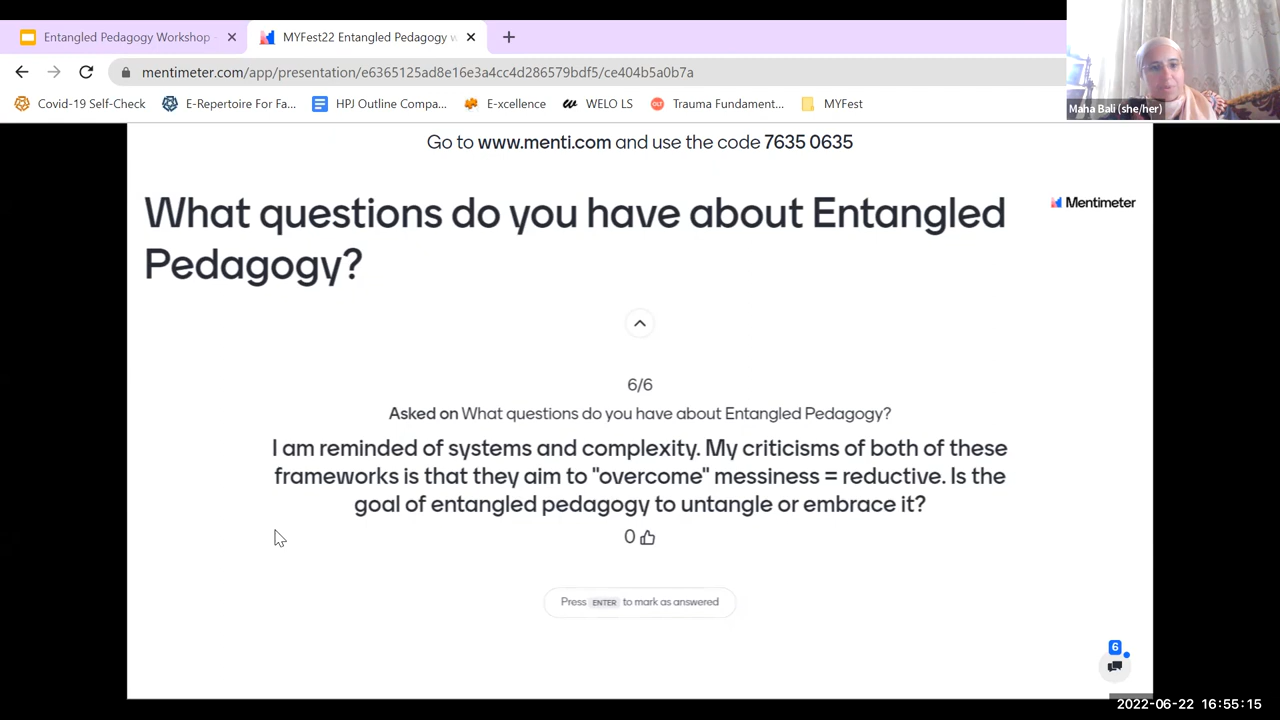 Entangled Pedagogy Workshop
MYFest22 Entangled Pedagogy w
mentimeter.com/app/presentation/e6365125ad8e16e3a4cc4d286579bdf5/ce404b5a0b7a
Covid-19 Self-Check
E-Repertoire For Fa...
HPJ Outline Compa...
E-xcellence
WELO LS
Trauma Fundament...
MYFest
Maha Bali (she/her)
Go to www.menti.com and use the code 7635 0635
What questions do you have about Entangled
Pedagogy?
Mentimeter
6/6
Asked on What questions do you have about Entangled Pedagogy?
I am reminded of systems and complexity. My criticisms of both of these
frameworks is that they aim to "overcome" messiness = reductive. Is the
goal of entangled pedagogy to untangle or embrace it?
0
Press ENTER to mark as answered
6
2022-06-22 16:55:15